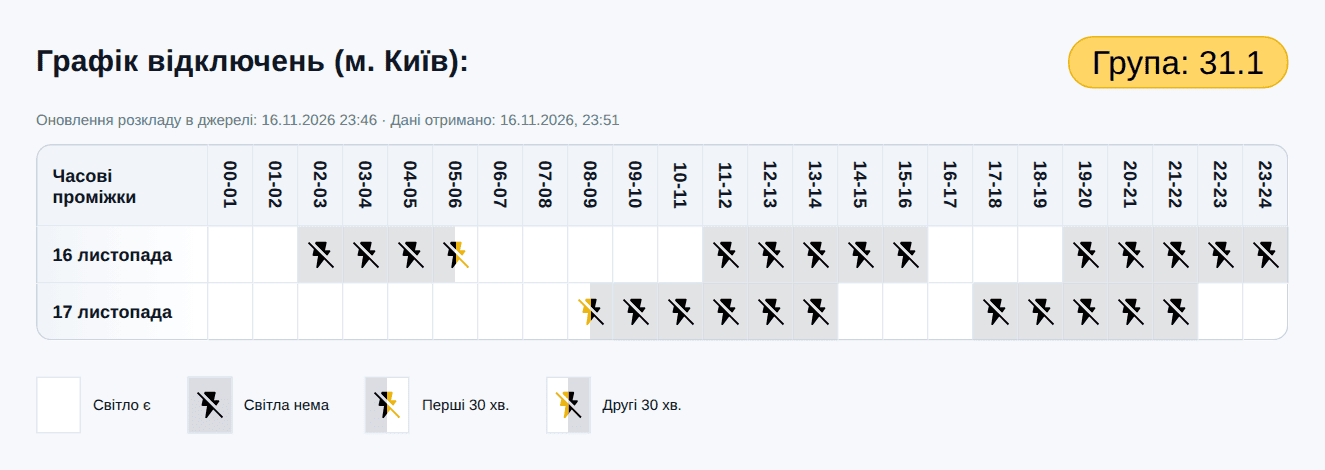 Графік відключень (м. Київ):
Група: 31.1
Оновлення розкладу в джерелі: 16.11.2026 23:46 · Дані отримано: 16.11.2026, 23:51
Часові
проміжки
00-01
01-02
02-03
03-04
04-05
05-06
06-07
07-08
08-09
09-10
10-11
11-12
12-13
13-14
14-15
15-16
16-17
17-18
18-19
19-20
20-21
21-22
22-23
23-24
16 листопада
17 листопада
Світло є
Світла нема
Перші 30 хв.
Другі 30 хв.